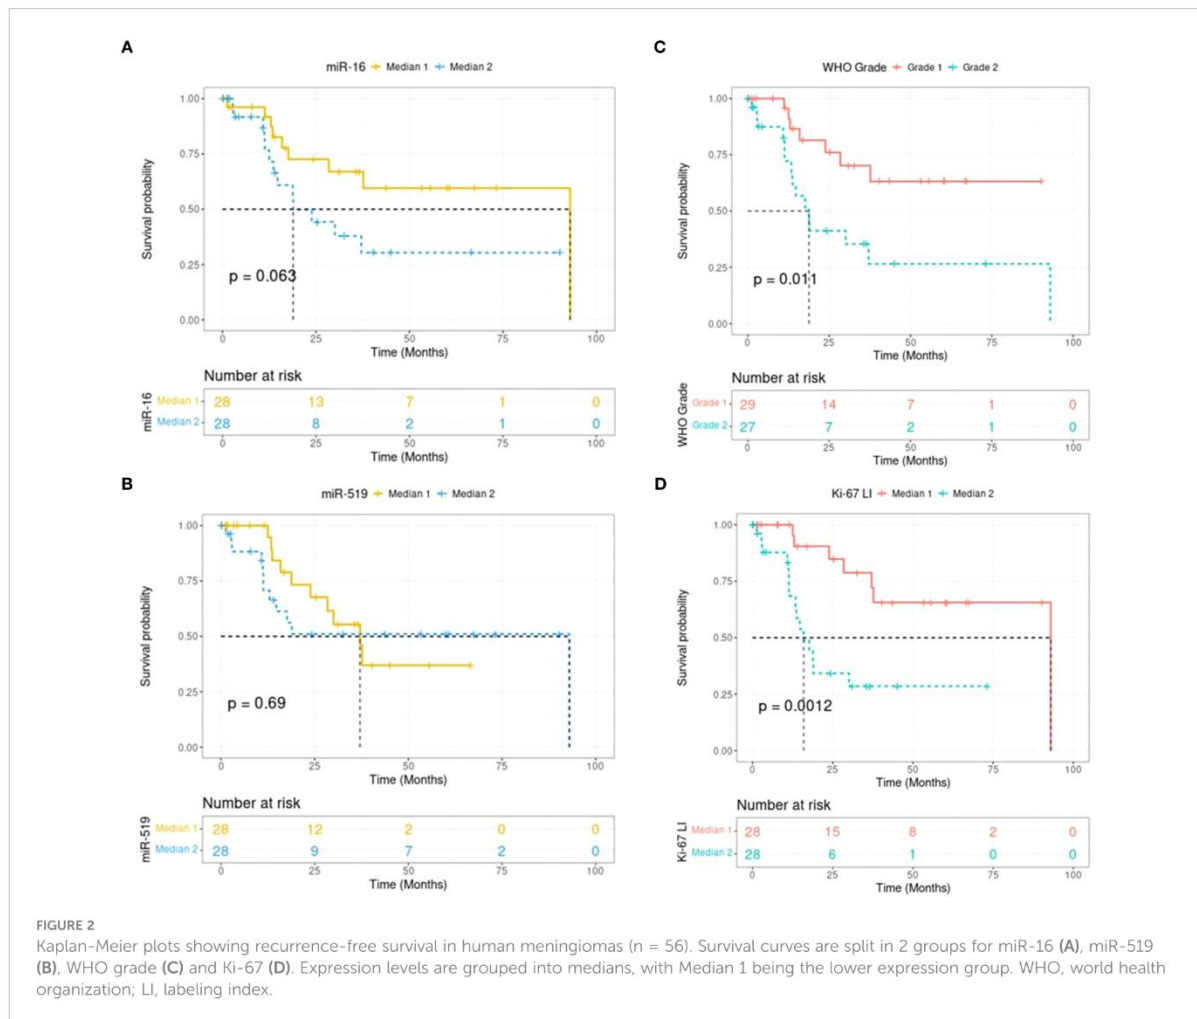 A
miR-16 Median 1 Median 2
Survival probability
1.00
0.75
0.50
0.25
0.00
p = 0.063
0 25 50 75 100
Time (Months)
Number at risk
miR-16
Median 1 28 13 7 1 0
Median 2 28 8 2 1 0
0 25 50 75 100
Time (Months)
C
WHO Grade Grade 1 Grade 2
Survival probability
1.00
0.75
0.50
0.25
0.00
p = 0.011
0 25 50 75 100
Time (Months)
Number at risk
WHO Grade
Grade 1 29 14 7 1 0
Grade 2 27 7 2 1 0
0 25 50 75 100
Time (Months)
B
miR-519 Median 1 Median 2
Survival probability
1.00
0.75
0.50
0.25
0.00
p = 0.69
0 25 50 75 100
Time (Months)
Number at risk
miR-519
Median 1 28 12 2 0 0
Median 2 28 9 7 2 0
0 25 50 75 100
Time (Months)
D
Ki-67 LI Median 1 Median 2
Survival probability
1.00
0.75
0.50
0.25
0.00
p = 0.0012
0 25 50 75 100
Time (Months)
Number at risk
Ki-67 LI
Median 1 28 15 8 2 0
Median 2 28 6 1 0 0
0 25 50 75 100
Time (Months)
FIGURE 2
Kaplan-Meier plots showing recurrence-free survival in human meningiomas (n = 56). Survival curves are split in 2 groups for miR-16 (A), miR-519
(B), WHO grade (C) and Ki-67 (D). Expression levels are grouped into medians, with Median 1 being the lower expression group. WHO, world health
organization; LI, labeling index.